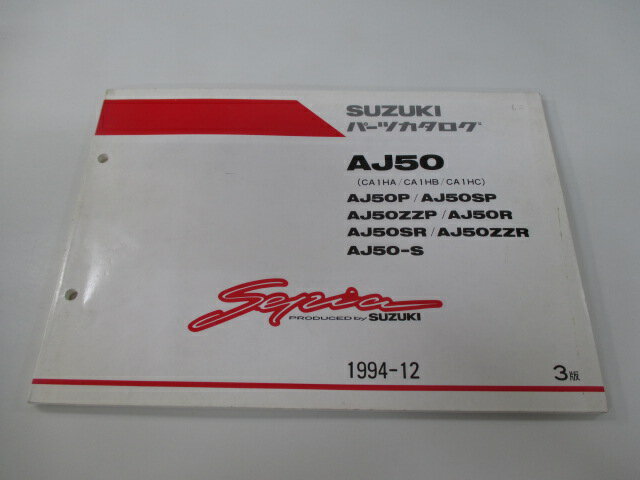 SUZUKI
パーツカタログ
AJ50
(CA1HA/CA1HB/CA1HC)
AJ50P/AJ50SP
AJ50ZZP/AJ50R
AJ50SR/AJ50ZZR
AJ50-S
Sepia
PRODUCED by SUZUKI
1994-12
3版